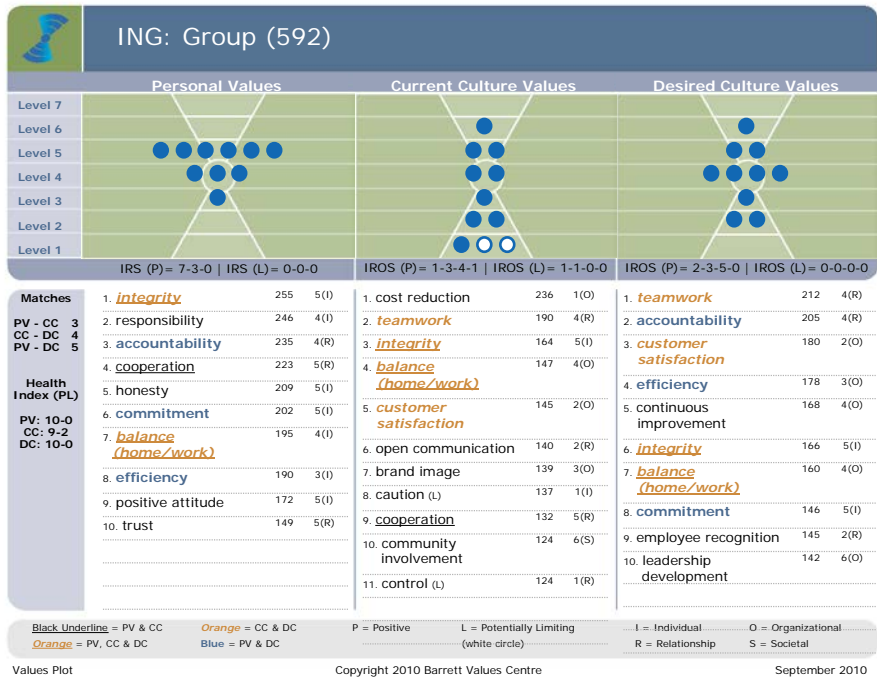 ING: Group (592)
Personal Values
Current Culture Values
Desired Culture Values
Level 7
Level 6
Level 5
Level 4
Level 3
Level 2
Level 1
IRS (P)= 7-3-0 | IRS (L)= 0-0-0
IROS (P)= 1-3-4-1 | IROS (L)= 1-1-0-0
IROS (P)= 2-3-5-0 | IROS (L)= 0-0-0-0
Matches
PV - CC 3
CC - DC 4
PV - DC 5
Health
Index (PL)
PV: 10-0
CC: 9-2
DC: 10-0
1. integrity 255 5(I)
2. responsibility 246 4(I)
3. accountability 235 4(R)
4. cooperation 223 5(R)
5. honesty 209 5(I)
6. commitment 202 5(I)
7. balance 195 4(I)
(home/work)
8. efficiency 190 3(I)
9. positive attitude 172 5(I)
10. trust 149 5(R)
1. cost reduction 236 1(O)
2. teamwork 190 4(R)
3. integrity 164 5(I)
4. balance 147 4(O)
(home/work)
5. customer 145 2(O)
satisfaction
6. open communication 140 2(R)
7. brand image 139 3(O)
8. caution (L) 137 1(I)
9. cooperation 132 5(R)
10. community 124 6(S)
involvement
11. control (L) 124 1(R)
1. teamwork 212 4(R)
2. accountability 205 4(R)
3. customer 180 2(O)
satisfaction
4. efficiency 178 3(O)
5. continuous 168 4(O)
improvement
6. integrity 166 5(I)
7. balance 160 4(O)
(home/work)
8. commitment 146 5(I)
9. employee recognition 145 2(R)
10. leadership 142 6(O)
development
Black Underline = PV & CC
Orange = CC & DC
P = Positive
L = Potentially Limiting
I = Individual
O = Organizational
Orange = PV, CC & DC
Blue = PV & DC
(white circle)
R = Relationship
S = Societal
Values Plot
Copyright 2010 Barrett Values Centre
September 2010